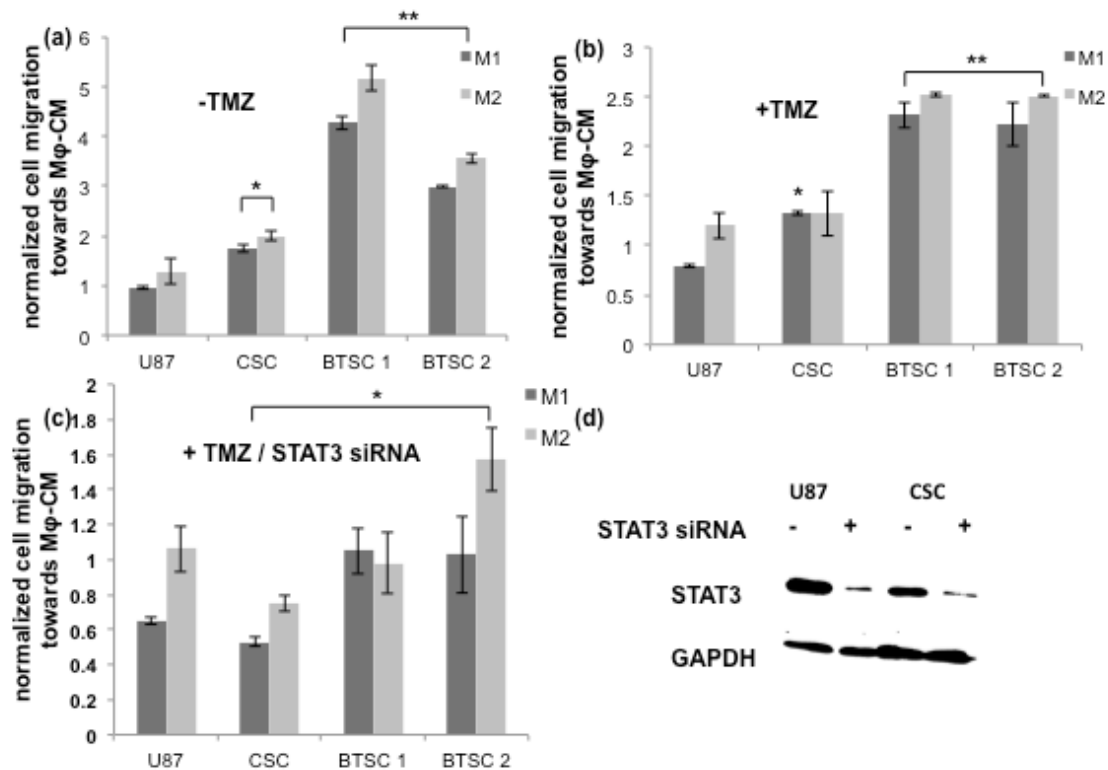 (a)
**
6
5
4
3
2
1
0
-TMZ
*
M1
M2
normalized cell migration
towards Mφ-CM
U87 CSC BTSC 1 BTSC 2
(b)
**
3
2.5
2
1.5
1
0.5
0
+TMZ
*
M1
M2
normalized cell migration
towards Mφ-CM
U87 CSC BTSC 1 BTSC 2
(c)
*
2
1.8
1.6
1.4
1.2
1
0.8
0.6
0.4
0.2
0
+ TMZ / STAT3 siRNA
M1
M2
normalized cell migration
towards Mφ-CM
U87 CSC BTSC 1 BTSC 2
(d)
U87 CSC
STAT3 siRNA - + - +
STAT3
GAPDH